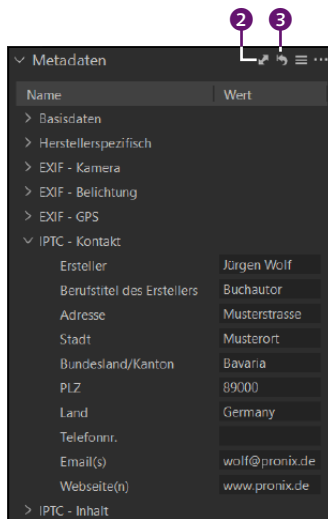 2 3
Metadaten
Name Wert
Basisdaten
Herstellerspezifisch
EXIF - Kamera
EXIF - Belichtung
EXIF - GPS
IPTC - Kontakt
Ersteller Jürgen Wolf
Berufstitel des Erstellers Buchautor
Adresse Musterstrasse
Stadt Musterort
Bundesland/Kanton Bavaria
PLZ 89000
Land Germany
Telefonnr.
Email(s) wolf@pronix.de
Webseite(n) www.pronix.de
IPTC - Inhalt